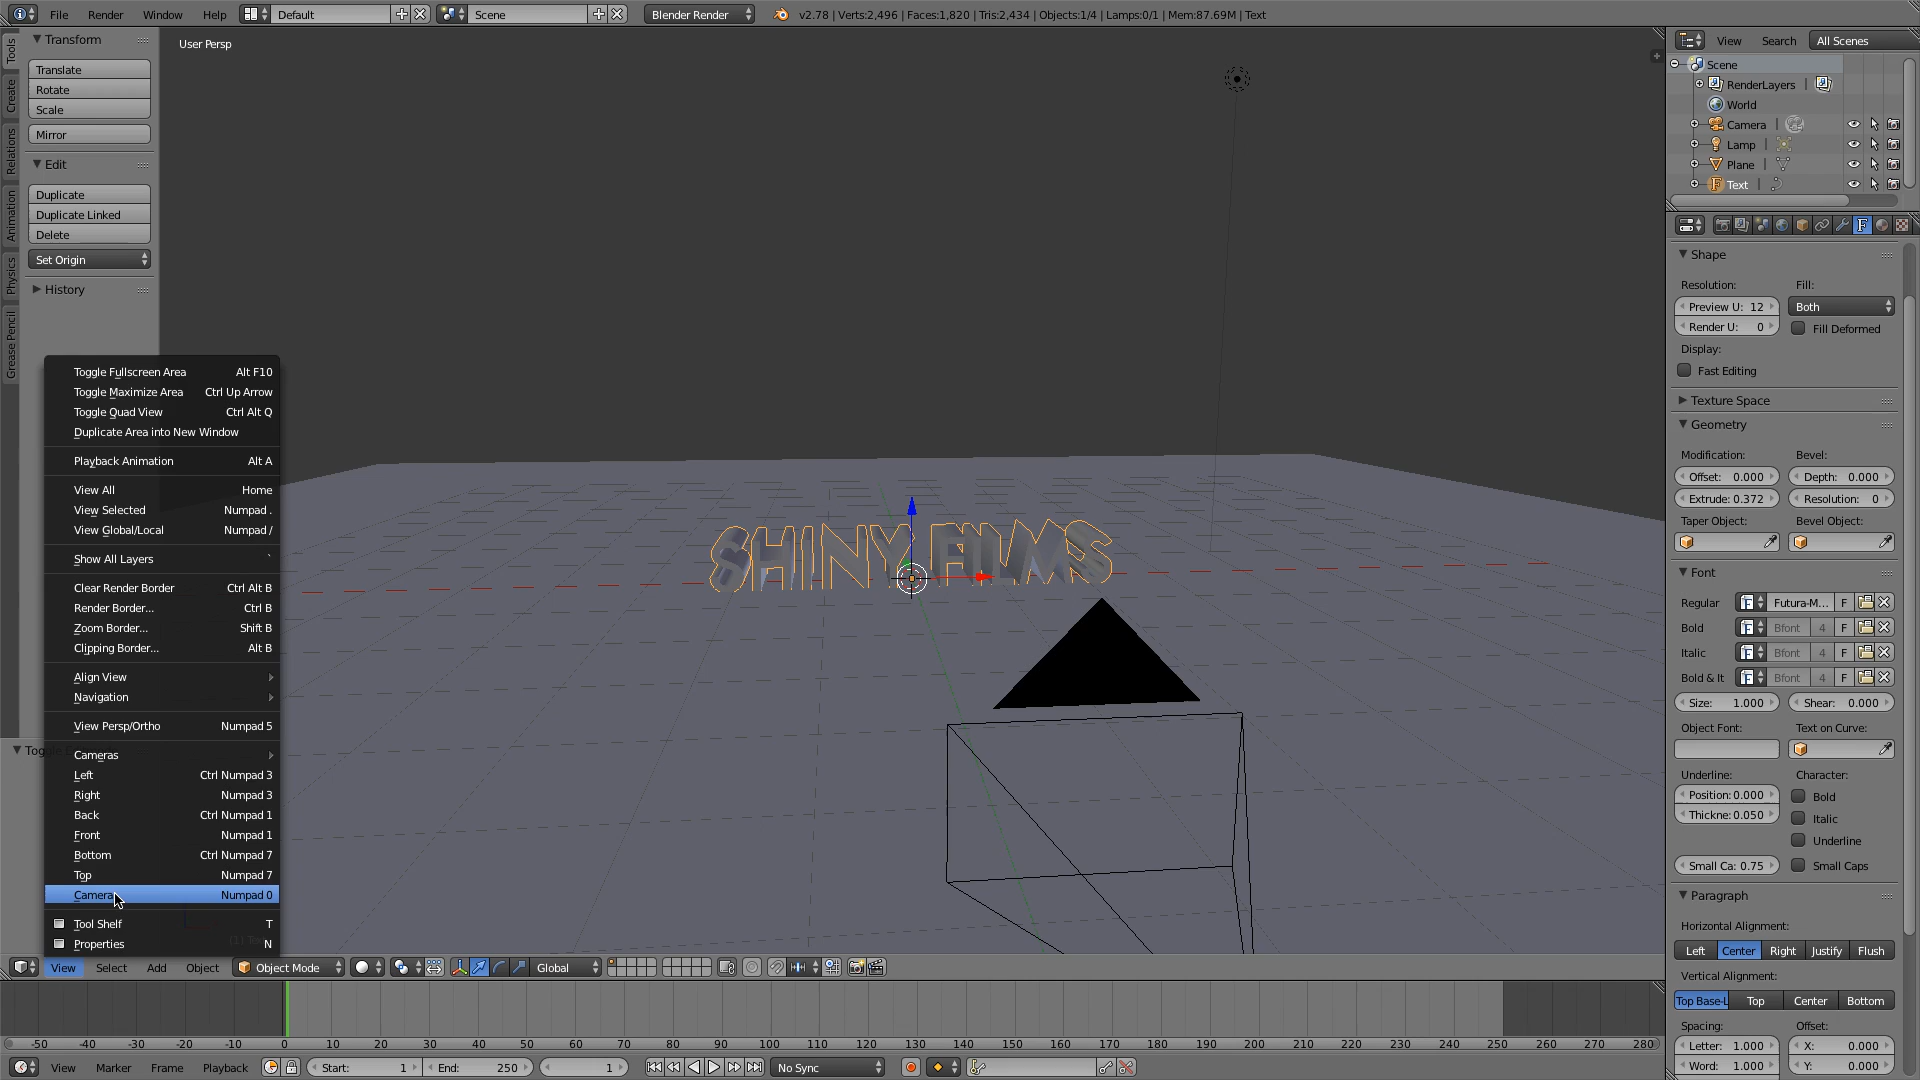 File Render Window Help Default Scene Blender Render v2.78 | Verts:2,496 | Faces:1,820 | Tris:2,434 | Objects:1/4 | Lamps:0/1 | Mem:87.69M | Text
User Persp
Tools
Create
Relations
Animation
Physics
Grease Pencil
Transform
Translate
Rotate
Scale
Mirror
Edit
Duplicate
Duplicate Linked
Delete
Set Origin
History
Toggle Fullscreen Area Alt F10
Toggle Maximize Area Ctrl Up Arrow
Toggle Quad View Ctrl Alt Q
Duplicate Area into New Window
Playback Animation Alt A
View All Home
View Selected Numpad .
View Global/Local Numpad /
Show All Layers `
Clear Render Border Ctrl Alt B
Render Border... Ctrl B
Zoom Border... Shift B
Clipping Border... Alt B
Align View
Navigation
View Persp/Ortho Numpad 5
Cameras
Left Ctrl Numpad 3
Right Numpad 3
Back Ctrl Numpad 1
Front Numpad 1
Bottom Ctrl Numpad 7
Top Numpad 7
Camera Numpad 0
Tool Shelf T
Properties N
SHINY FILMS
View Select Add Object Object Mode Global
View Search All Scenes
Scene
RenderLayers |
World
Camera |
Lamp |
Plane |
Text |
Shape
Resolution: Fill:
Preview U: 12 Both
Render U: 0 Fill Deformed
Display:
Fast Editing
Texture Space
Geometry
Modification: Bevel:
Offset: 0.000 Depth: 0.000
Extrude: 0.372 Resolution: 0
Taper Object: Bevel Object:
Font
Regular Futura-M... F
Bold Bfont 4 F
Italic Bfont 4 F
Bold & It Bfont 4 F
Size: 1.000 Shear: 0.000
Object Font: Text on Curve:
Underline: Character:
Position: 0.000 Bold
Thickne: 0.050 Italic
Underline
Small Ca: 0.75 Small Caps
Paragraph
Horizontal Alignment:
Left Center Right Justify Flush
Vertical Alignment:
Top Base-L Top Center Bottom
Spacing: Offset:
Letter: 1.000 X: 0.000
Word: 1.000 Y: 0.000
-50 -40 -30 -20 -10 0 10 20 30 40 50 60 70 80 90 100 110 120 130 140 150 160 170 180 190 200 210 220 230 240 250 260 270 280
View Marker Frame Playback Start: 1 End: 250 1 No Sync